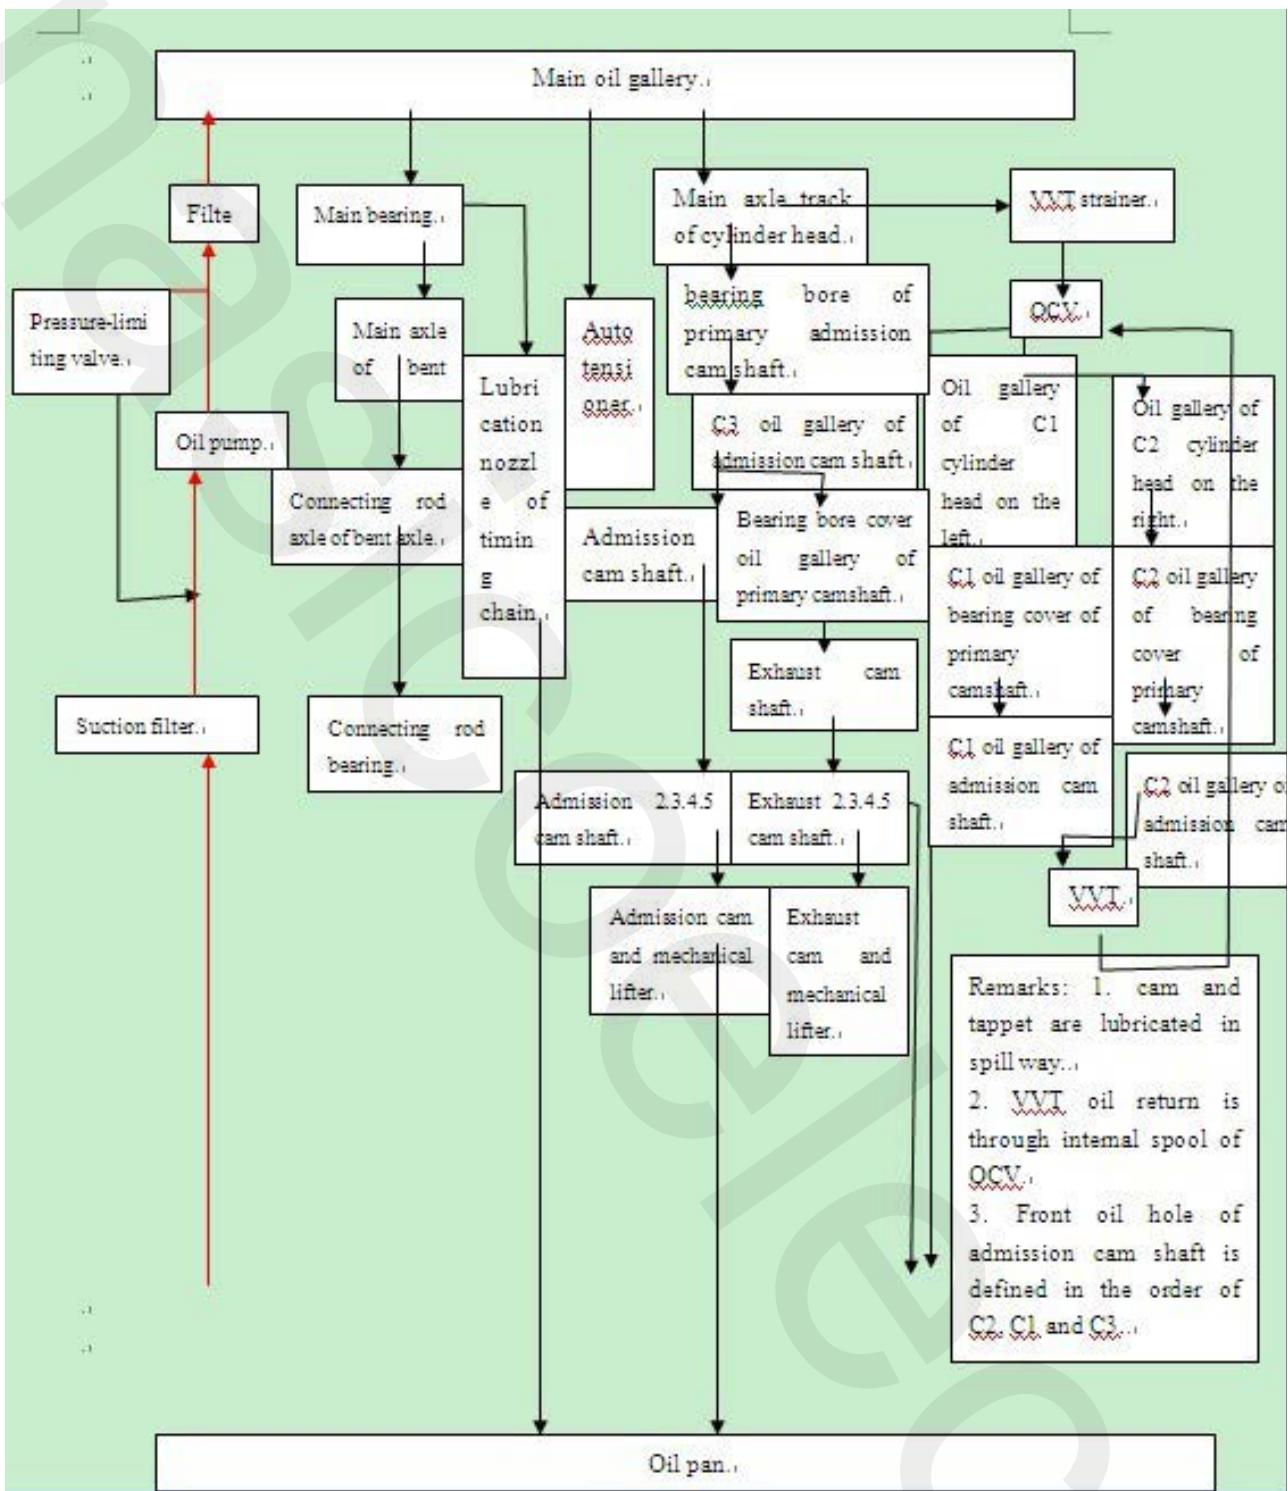 Main oil gallery.
Filte
Main bearing.
Main axle track
of cylinder head.
VVT strainer.
Pressure-limi
ting valve.
Main axle
of bent
Auto
tensi
oner.
bearing bore of
primary admission
cam shaft.
OCV.
Oil pump.
Lubri
cation
nozzl
e of
timin
g
chain.
C3 oil gallery of
admission cam shaft.
Oil gallery
of C1
cylinder
head on the
left.
Oil gallery of
C2 cylinder
head on the
right.
Connecting rod
axle of bent axle.
Admission
cam shaft.
Bearing bore cover
oil gallery of
primary camshaft.
C1 oil gallery of
bearing cover of
primary
camshaft.
C2 oil gallery
of bearing
cover of
primary
camshaft.
Exhaust cam
shaft.
Suction filter.
Connecting rod
bearing.
C1 oil gallery of
admission cam
shaft.
Admission 2.3.4.5
cam shaft.
Exhaust 2.3.4.5
cam shaft.
C2 oil gallery of
admission cam
shaft.
VVT.
Admission cam
and mechanical
lifter.
Exhaust
cam and
mechanical
lifter.
Remarks: 1. cam and
tappet are lubricated in
spill way..
2. VVT oil return is
through internal spool of
OCV.
3. Front oil hole of
admission cam shaft is
defined in the order of
C2, C1 and C3..
Oil pan.